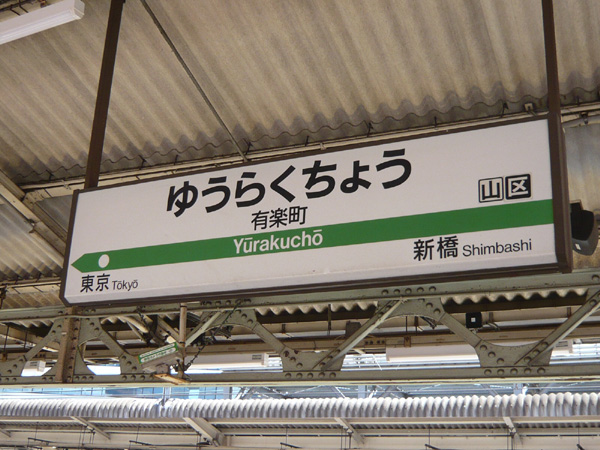 ゆうらくちょう
山 区
有楽町
Yūrakuchō
東京 Tōkyō
新橋 Shimbashi